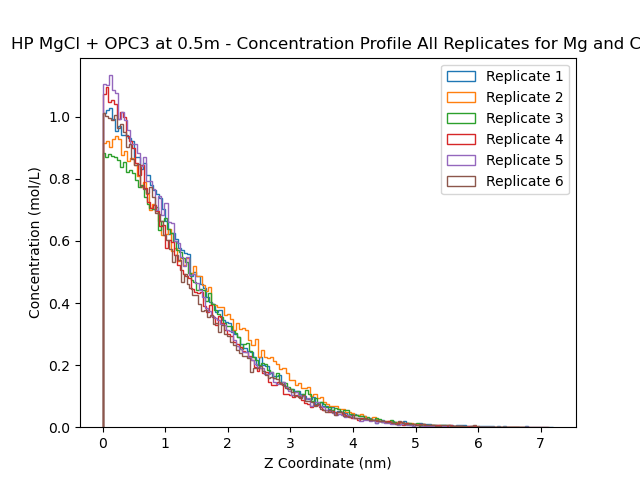 HP MgCl + OPC3 at 0.5m - Concentration Profile All Replicates for Mg and C
Replicate 1
Replicate 2
Replicate 3
Replicate 4
Replicate 5
Replicate 6
Concentration (mol/L)
1.0
0.8
0.6
0.4
0.2
0.0
0 1 2 3 4 5 6 7
Z Coordinate (nm)